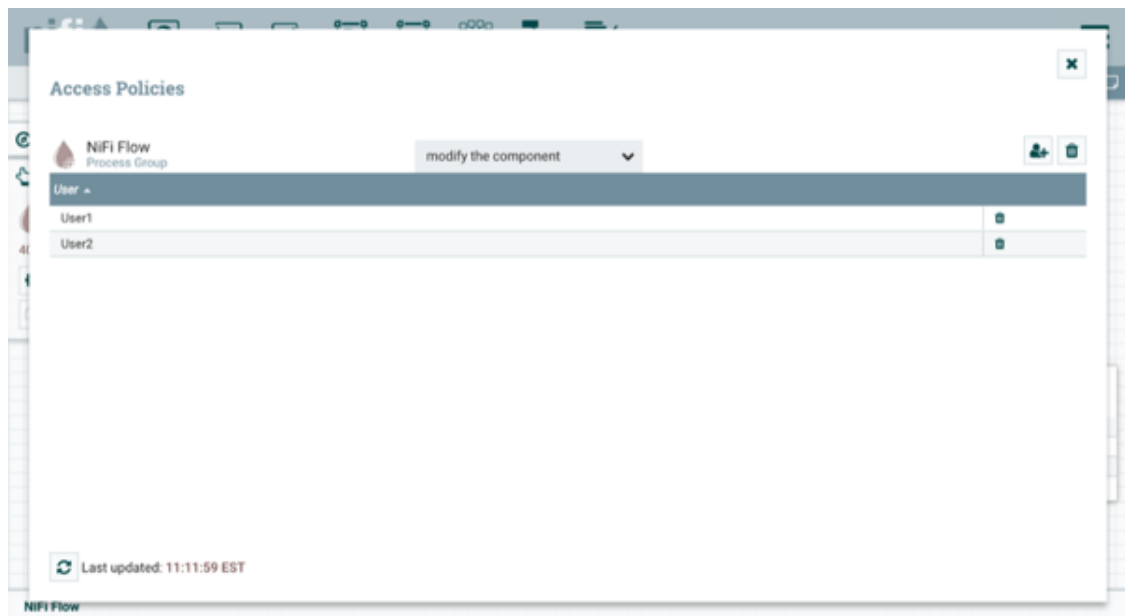 Access Policies
NiFi Flow
Process Group
modify the component
User
User1
User2
Last updated: 11:11:59 EST
NiFi Flow